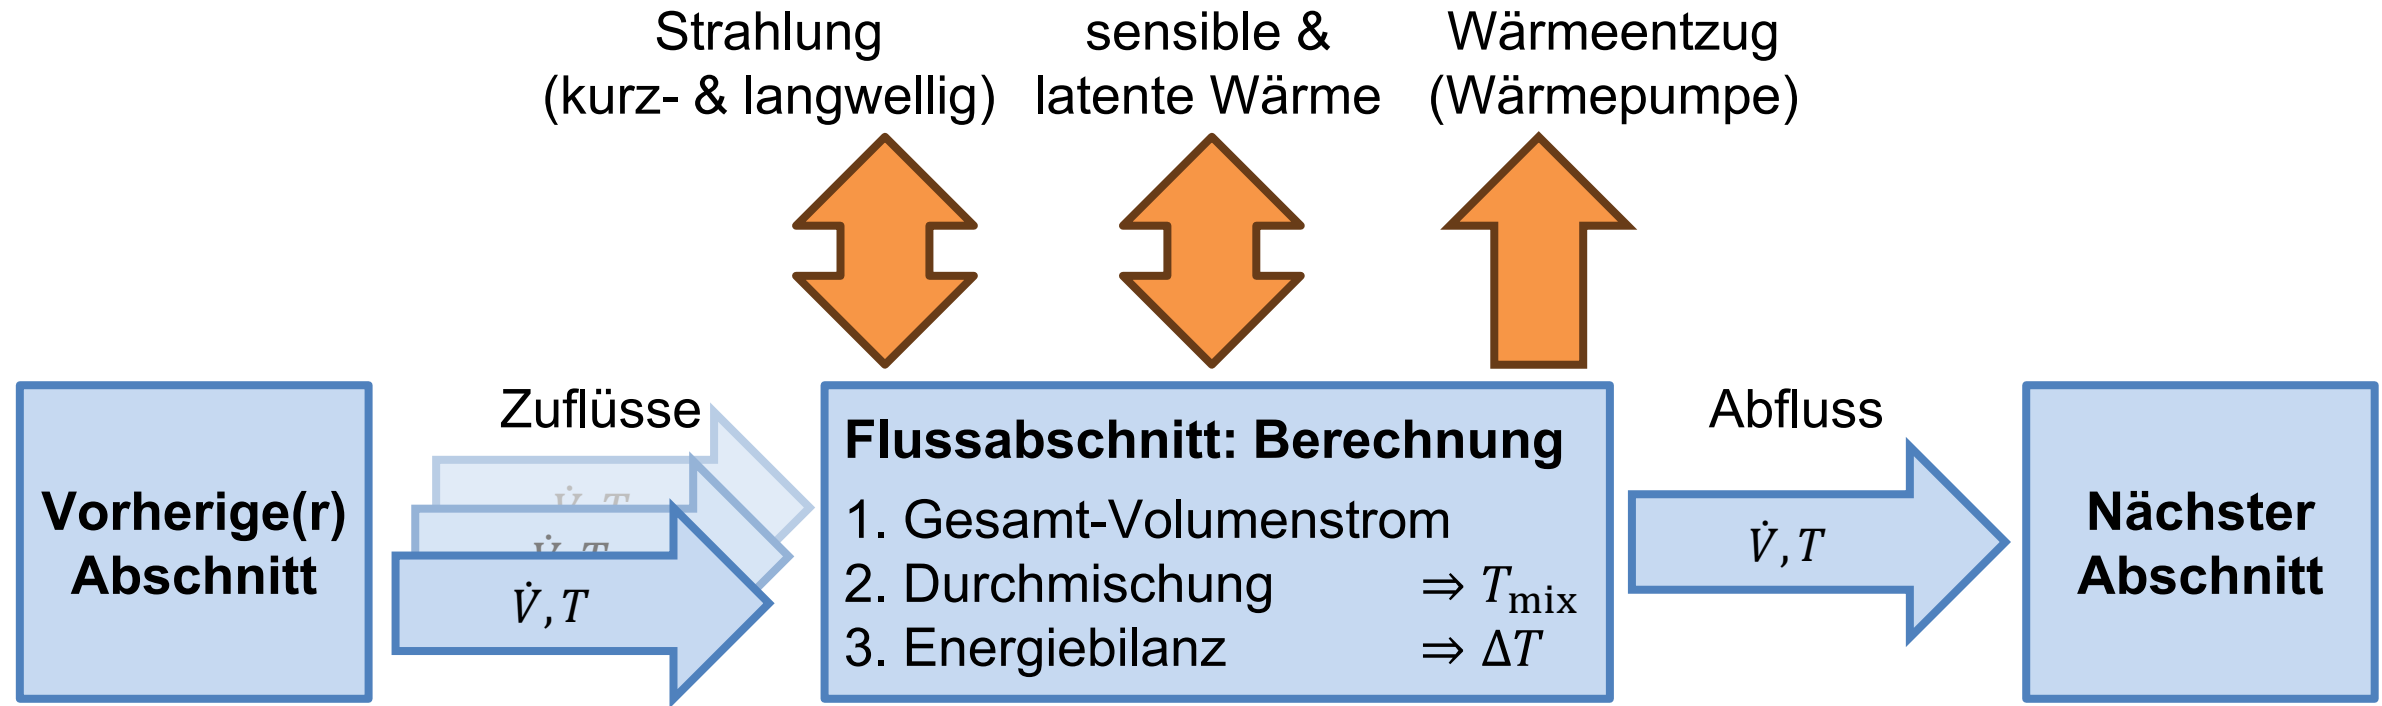 Strahlung
(kurz- & langwellig)
sensible &
latente Wärme
Wärmeentzug
(Wärmepumpe)
Vorherige(r)
Abschnitt
Zuflüsse
V̇, T
V̇, T
V̇, T
Flussabschnitt: Berechnung
1. Gesamt-Volumenstrom
2. Durchmischung ⇒ T_mix
3. Energiebilanz ⇒ ΔT
Abfluss
V̇, T
Nächster
Abschnitt